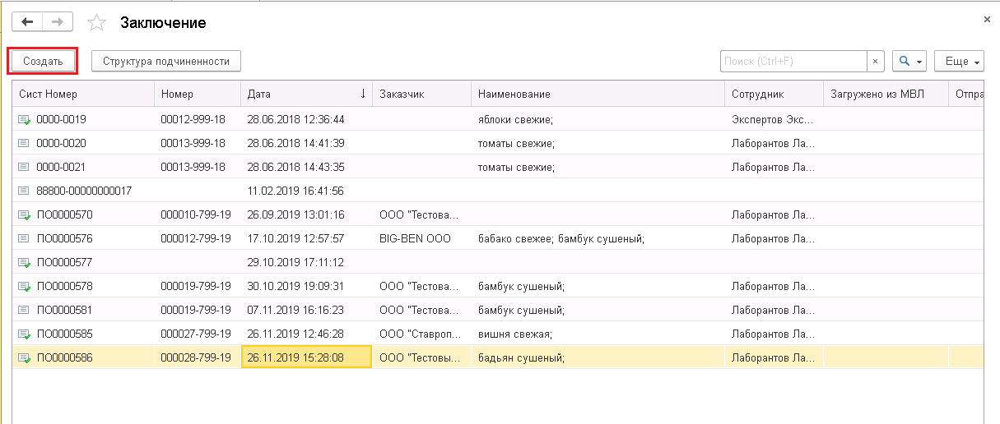 Заключение
Создать Структура подчиненности Поиск (Ctrl+F) Еще
Сист Номер Номер Дата Заказчик Наименование Сотрудник Загружено из МВЛ Отпра
0000-0019 00012-999-18 28.06.2018 12:36:44 яблоки свежие; Экспертов Экс...
0000-0020 00013-999-18 28.06.2018 14:41:39 томаты свежие; Лаборантов Ла...
0000-0021 00013-999-18 28.06.2018 14:43:35 томаты свежие; Лаборантов Ла...
88800-00000000017 11.02.2019 16:41:56
ПО0000570 000010-799-19 26.09.2019 13:01:16 ООО "Тестова... Лаборантов Ла...
ПО0000576 000012-799-19 17.10.2019 12:57:57 BIG-BEN ООО бабако свежее; бамбук сушеный; Лаборантов Ла...
ПО0000577 29.10.2019 17:11:12
ПО0000578 000019-799-19 30.10.2019 19:09:31 ООО "Тестова... бамбук сушеный; Лаборантов Ла...
ПО0000581 000019-799-19 07.11.2019 16:16:23 ООО "Тестова... бамбук сушеный; Лаборантов Ла...
ПО0000585 000027-799-19 26.11.2019 12:46:28 ООО "Ставроп... вишня свежая; Лаборантов Ла...
ПО0000586 000028-799-19 26.11.2019 15:28:08 ООО "Тестовы... бадьян сушеный; Лаборантов Ла...